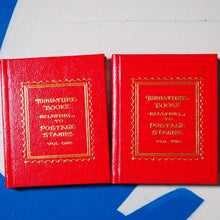 MINIATURE
BOOKS
RELATING...
TO
POSTAGE
STAMPS
VOL. ONE
MINIATURE
BOOKS
RELATING...
TO
POSTAGE
STAMPS
VOL. TWO